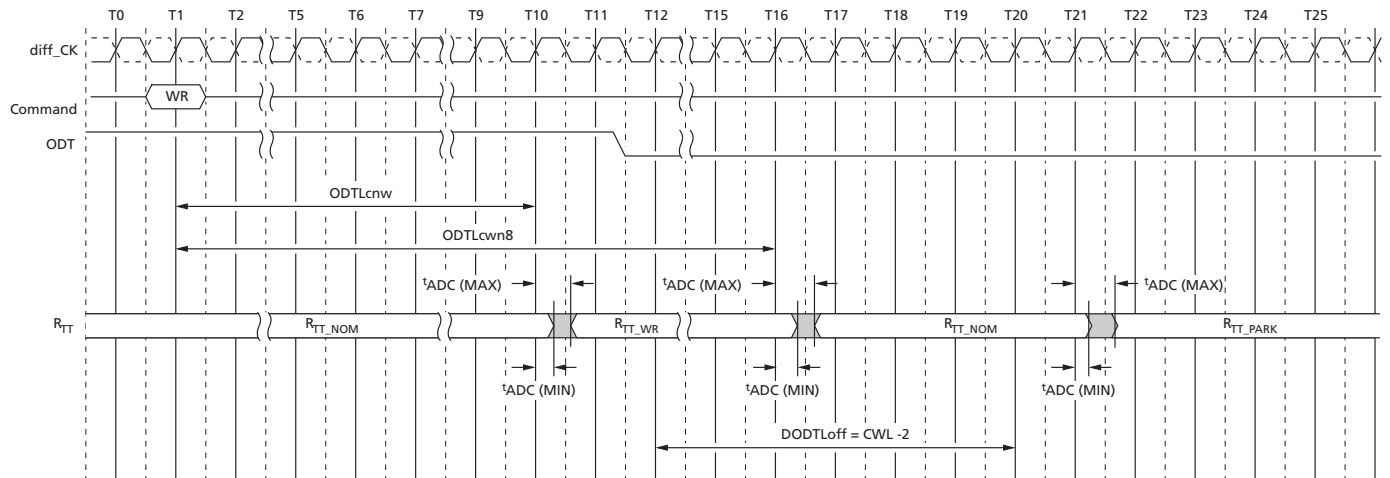 T0 T1 T2 T5 T6 T7 T9 T10 T11 T12 T15 T16 T17 T18 T19 T20 T21 T22 T23 T24 T25
diff_CK
Command WR
ODT
ODTLcnw
ODTLcwn8
tADC (MAX) tADC (MAX) tADC (MAX)
RTT RTT_NOM RTT_WR RTT_NOM RTT_PARK
tADC (MIN) tADC (MIN) tADC (MIN)
DODTLoff = CWL -2